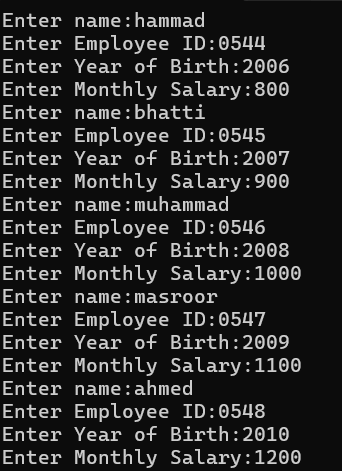 Enter name:hammad
Enter Employee ID:0544
Enter Year of Birth:2006
Enter Monthly Salary:800
Enter name:bhatti
Enter Employee ID:0545
Enter Year of Birth:2007
Enter Monthly Salary:900
Enter name:muhammad
Enter Employee ID:0546
Enter Year of Birth:2008
Enter Monthly Salary:1000
Enter name:masroor
Enter Employee ID:0547
Enter Year of Birth:2009
Enter Monthly Salary:1100
Enter name:ahmed
Enter Employee ID:0548
Enter Year of Birth:2010
Enter Monthly Salary:1200